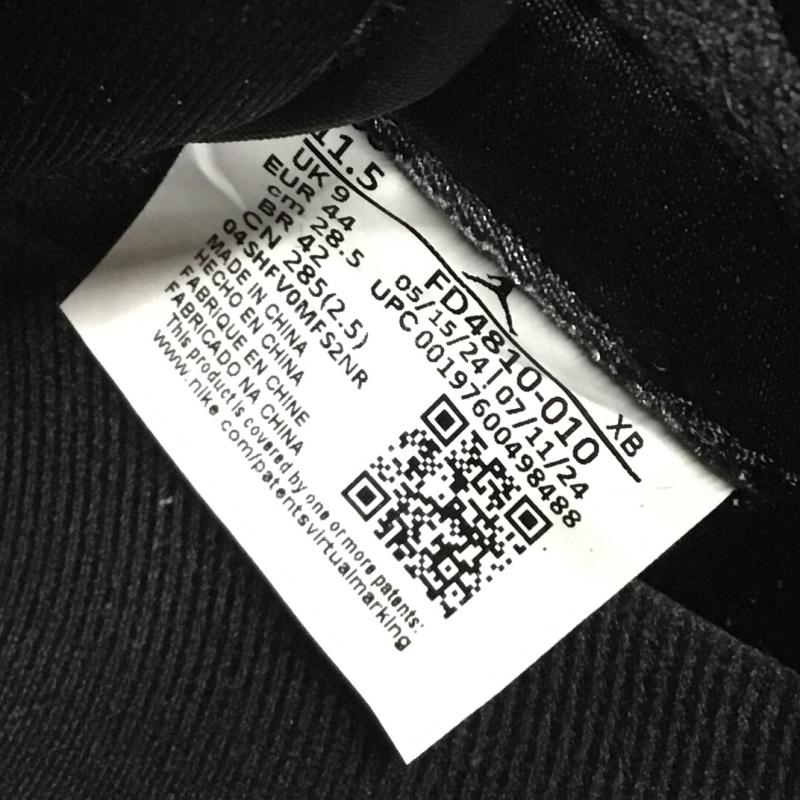 11.5
UK 9
EUR 44
cm 28.5
BR 42
CN 285(2.5)
04SHFV0MFS2NR
MADE IN CHINA
HECHO EN CHINA
FABRIQUE EN CHINE
FABRICADO NA CHINA
This product is covered by one or more patents:
www.nike.com/patentsvirtualmarking
FD4810-010
XB
05/15/24 | 07/11/24
UPC 00197600498488